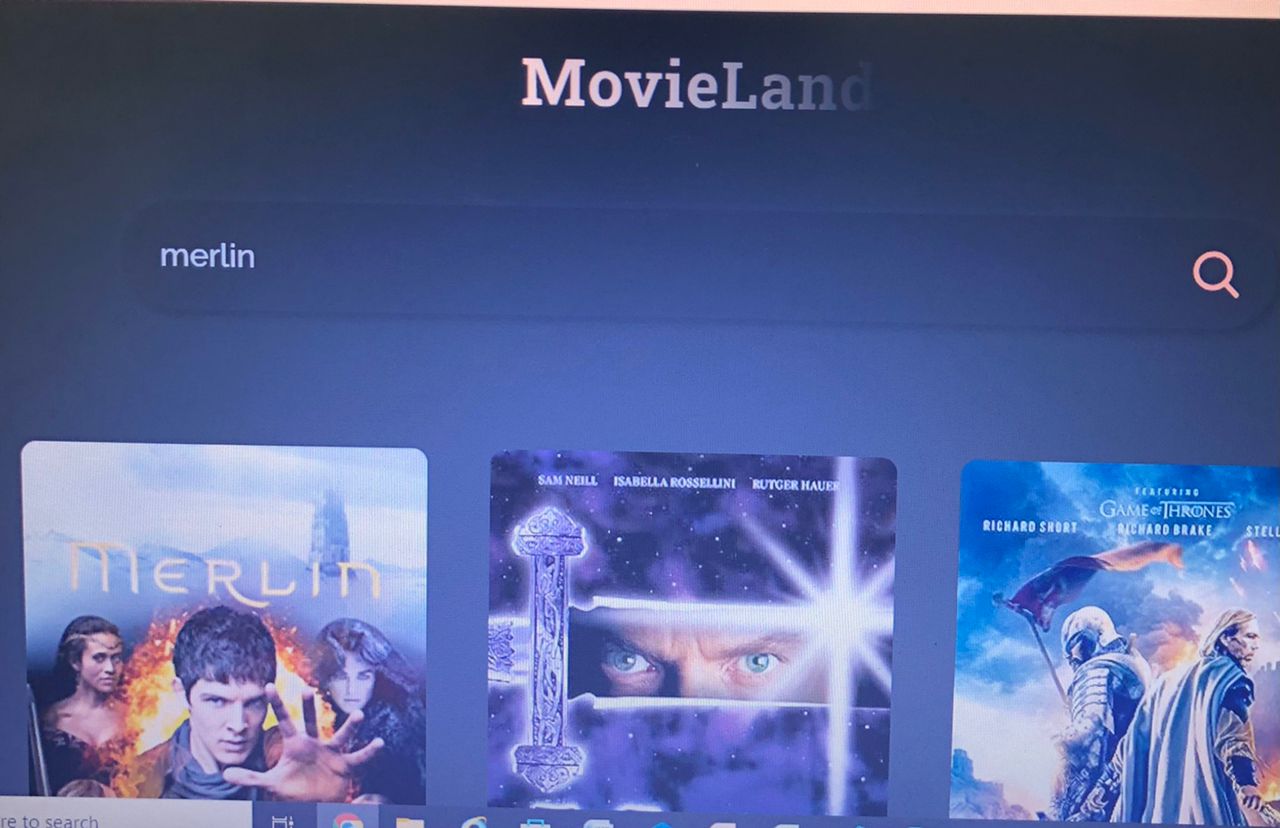 MovieLand
merlin
MERLIN
SAM NEILL ISABELLA ROSSELLINI RUTGER HAUER
FEATURING
GAME OF THRONES
RICHARD SHORT RICHARD BRAKE STELL
re to search